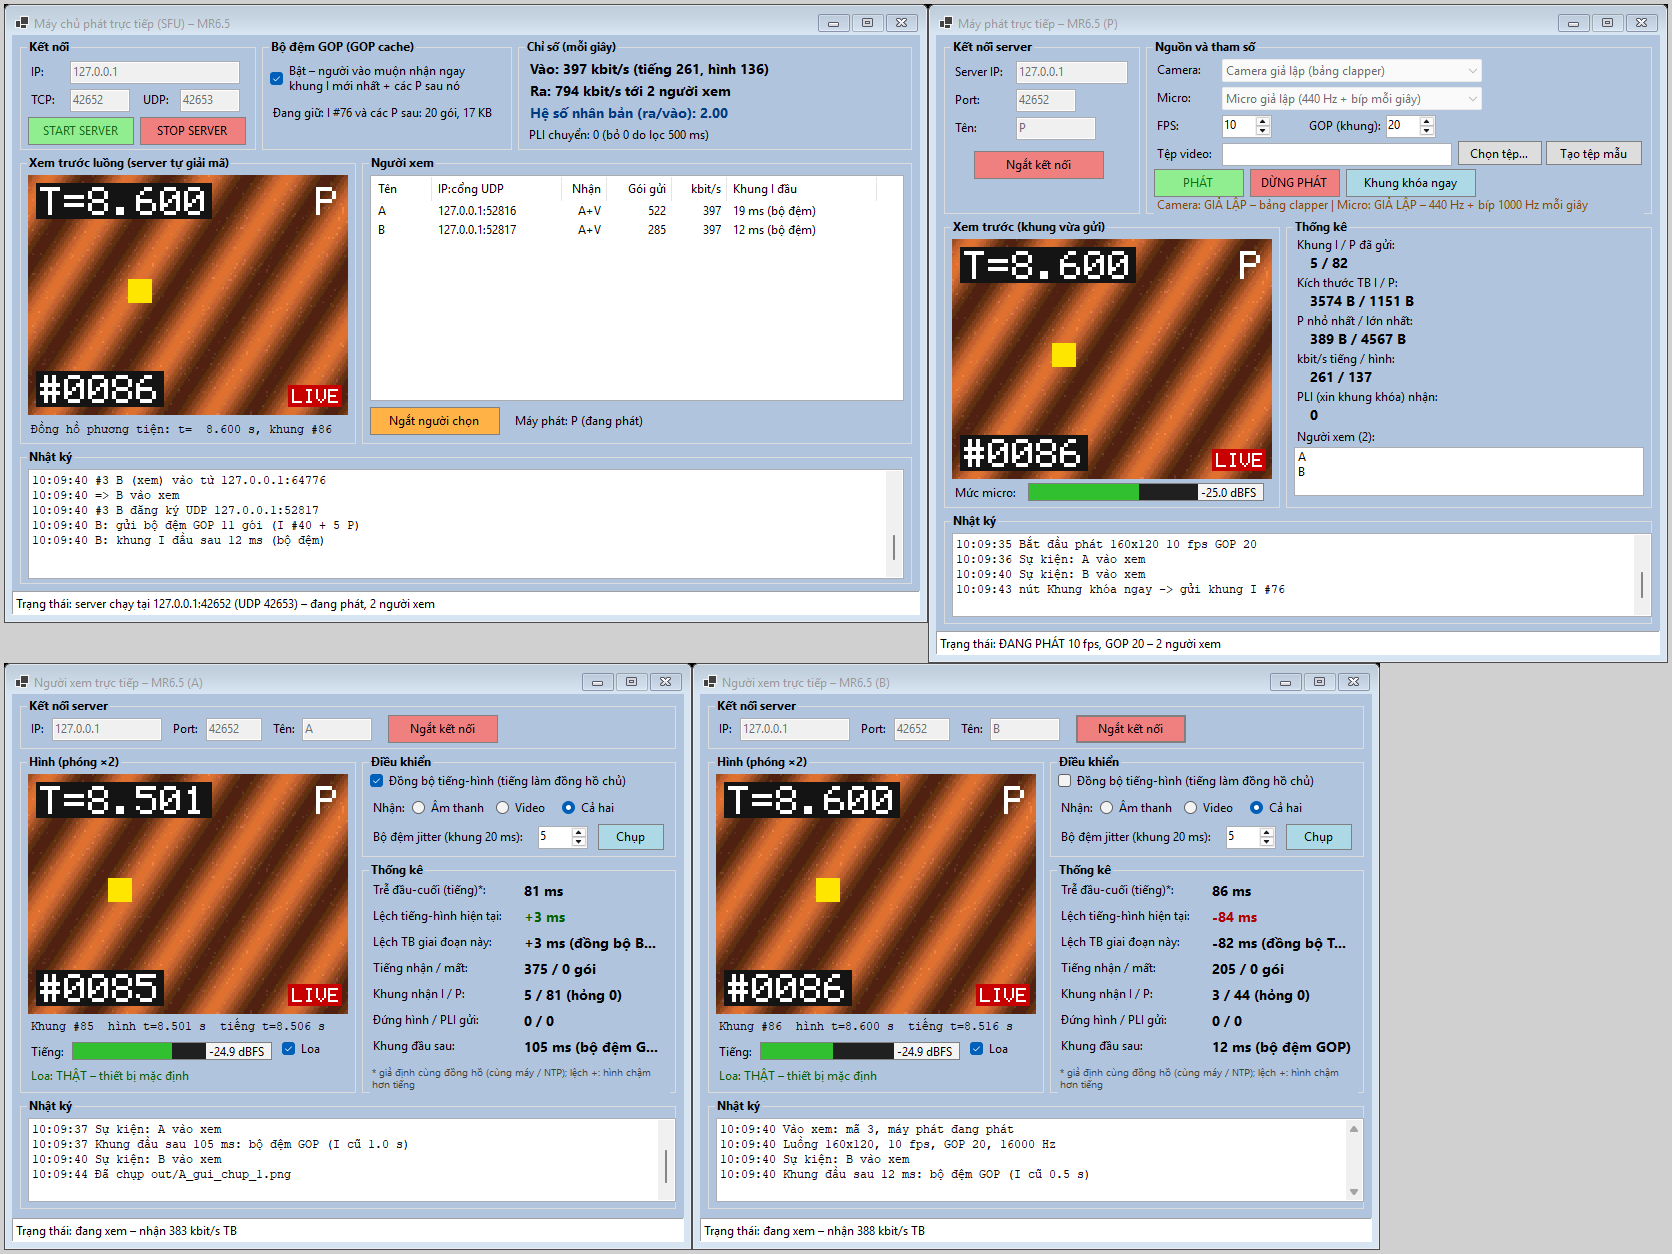 Máy chủ phát trực tiếp (SFU) – MR6.5
Kết nối
IP: 127.0.0.1
TCP: 42652 UDP: 42653
START SERVER STOP SERVER
Bộ đệm GOP (GOP cache)
Bật – người vào muộn nhận ngay
khung I mới nhất + các P sau nó
Đang giữ: I #76 và các P sau: 20 gói, 17 KB
Chỉ số (mỗi giây)
Vào: 397 kbit/s (tiếng 261, hình 136)
Ra: 794 kbit/s tới 2 người xem
Hệ số nhân bản (ra/vào): 2.00
PLI chuyển: 0 (bỏ 0 do lọc 500 ms)
Xem trước luồng (server tự giải mã)
T=8.600 P
#0086 LIVE
Đồng hồ phương tiện: t= 8.600 s, khung #86
Người xem
Tên IP:cổng UDP Nhận Gói gửi kbit/s Khung I đầu
A 127.0.0.1:52816 A+V 522 397 19 ms (bộ đệm)
B 127.0.0.1:52817 A+V 285 397 12 ms (bộ đệm)
Ngắt người chọn Máy phát: P (đang phát)
Nhật ký
10:09:40 #3 B (xem) vào từ 127.0.0.1:64776
10:09:40 => B vào xem
10:09:40 #3 B đăng ký UDP 127.0.0.1:52817
10:09:40 B: gửi bộ đệm GOP 11 gói (I #40 + 5 P)
10:09:40 B: khung I đầu sau 12 ms (bộ đệm)
Trạng thái: server chạy tại 127.0.0.1:42652 (UDP 42653) – đang phát, 2 người xem
Máy phát trực tiếp – MR6.5 (P)
Kết nối server
Server IP: 127.0.0.1
Port: 42652
Tên: P
Ngắt kết nối
Nguồn và tham số
Camera: Camera giả lập (bảng clapper)
Micro: Micro giả lập (440 Hz + bíp mỗi giây)
FPS: 10 GOP (khung): 20
Tệp video: Chọn tệp... Tạo tệp mẫu
PHÁT DỪNG PHÁT Khung khóa ngay
Camera: GIẢ LẬP – bảng clapper | Micro: GIẢ LẬP – 440 Hz + bíp 1000 Hz mỗi giây
Xem trước (khung vừa gửi)
T=8.600 P
#0086 LIVE
Mức micro: -25.0 dBFS
Thống kê
Khung I / P đã gửi:
5 / 82
Kích thước TB I / P:
3574 B / 1151 B
P nhỏ nhất / lớn nhất:
389 B / 4567 B
kbit/s tiếng / hình:
261 / 137
PLI (xin khung khóa) nhận:
0
Người xem (2):
A
B
Nhật ký
10:09:35 Bắt đầu phát 160x120 10 fps GOP 20
10:09:36 Sự kiện: A vào xem
10:09:40 Sự kiện: B vào xem
10:09:43 nút Khung khóa ngay -> gửi khung I #76
Trạng thái: ĐANG PHÁT 10 fps, GOP 20 – 2 người xem
Người xem trực tiếp – MR6.5 (A)
Kết nối server
IP: 127.0.0.1 Port: 42652 Tên: A Ngắt kết nối
Hình (phóng ×2)
T=8.501 P
#0085 LIVE
Khung #85 hình t=8.501 s tiếng t=8.506 s
Tiếng: -24.9 dBFS Loa
Loa: THẬT – thiết bị mặc định
Điều khiển
Đồng bộ tiếng-hình (tiếng làm đồng hồ chủ)
Nhận: Âm thanh Video Cả hai
Bộ đệm jitter (khung 20 ms): 5 Chụp
Thống kê
Trễ đầu-cuối (tiếng)*: 81 ms
Lệch tiếng-hình hiện tại: +3 ms
Lệch TB giai đoạn này: +3 ms (đồng bộ B...
Tiếng nhận / mất: 375 / 0 gói
Khung nhận I / P: 5 / 81 (hỏng 0)
Đứng hình / PLI gửi: 0 / 0
Khung đầu sau: 105 ms (bộ đệm G...
* giả định cùng đồng hồ (cùng máy / NTP); lệch +: hình chậm
hơn tiếng
Nhật ký
10:09:37 Sự kiện: A vào xem
10:09:37 Khung đầu sau 105 ms: bộ đệm GOP (I cũ 1.0 s)
10:09:40 Sự kiện: B vào xem
10:09:44 Đã chụp out/A_gui_chup_1.png
Trạng thái: đang xem – nhận 383 kbit/s TB
Người xem trực tiếp – MR6.5 (B)
Kết nối server
IP: 127.0.0.1 Port: 42652 Tên: B Ngắt kết nối
Hình (phóng ×2)
T=8.600 P
#0086 LIVE
Khung #86 hình t=8.600 s tiếng t=8.516 s
Tiếng: -24.9 dBFS Loa
Loa: THẬT – thiết bị mặc định
Điều khiển
Đồng bộ tiếng-hình (tiếng làm đồng hồ chủ)
Nhận: Âm thanh Video Cả hai
Bộ đệm jitter (khung 20 ms): 5 Chụp
Thống kê
Trễ đầu-cuối (tiếng)*: 86 ms
Lệch tiếng-hình hiện tại: -84 ms
Lệch TB giai đoạn này: -82 ms (đồng bộ T...
Tiếng nhận / mất: 205 / 0 gói
Khung nhận I / P: 3 / 44 (hỏng 0)
Đứng hình / PLI gửi: 0 / 0
Khung đầu sau: 12 ms (bộ đệm GOP)
* giả định cùng đồng hồ (cùng máy / NTP); lệch +: hình chậm
hơn tiếng
Nhật ký
10:09:40 Vào xem: mã 3, máy phát đang phát
10:09:40 Luồng 160x120, 10 fps, GOP 20, 16000 Hz
10:09:40 Sự kiện: B vào xem
10:09:40 Khung đầu sau 12 ms: bộ đệm GOP (I cũ 0.5 s)
Trạng thái: đang xem – nhận 388 kbit/s TB